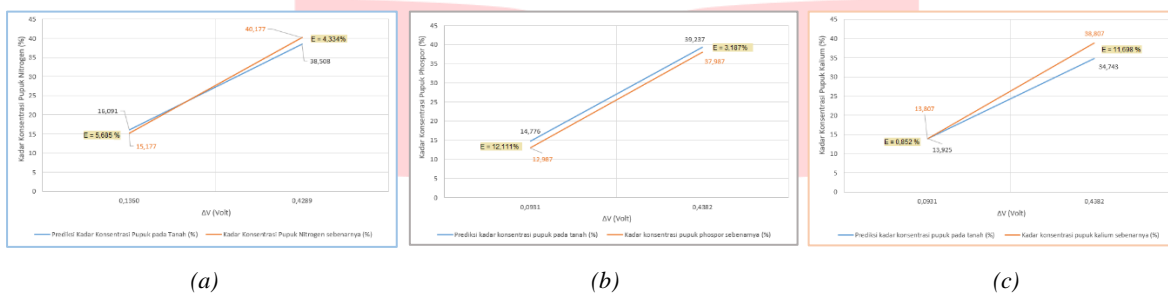 Kadar Konsentrasi Pupuk Nitrogen (%)
45
40
35
30
25
20
15
10
5
0
40,177
E = 4,334%
38,508
16,091
E = 5,685 %
15,177
0,1350
0,4289
ΔV (Volt)
Prediksi Kadar Konsentrasi Pupuk pada Tanah (%)
Kadar Konsentrasi Pupuk Nitrogen sebenarnya (%)
(a)
Kadar Konsentrasi Pupuk Phospor (%)
45
40
35
30
25
20
15
10
5
0
39,237
E = 3,187%
37,987
14,776
E = 12,111%
12,987
0,0931
0,4382
ΔV (Volt)
Prediksi kadar konsentrasi pupuk pada tanah (%)
Kadar konsentrasi pupuk phospor sebenarnya (%)
(b)
Kadar Konsentrasi Pupuk Kalium (%)
45
40
35
30
25
20
15
10
5
0
38,807
E = 11,698 %
34,743
13,807
E = 0,852 %
13,925
0,0931
0,4382
ΔV (Volt)
Prediksi kadar konsentrasi pupuk pada tanah (%)
Kadar konsentrasi pupuk kalium sebenarnya (%)
(c)